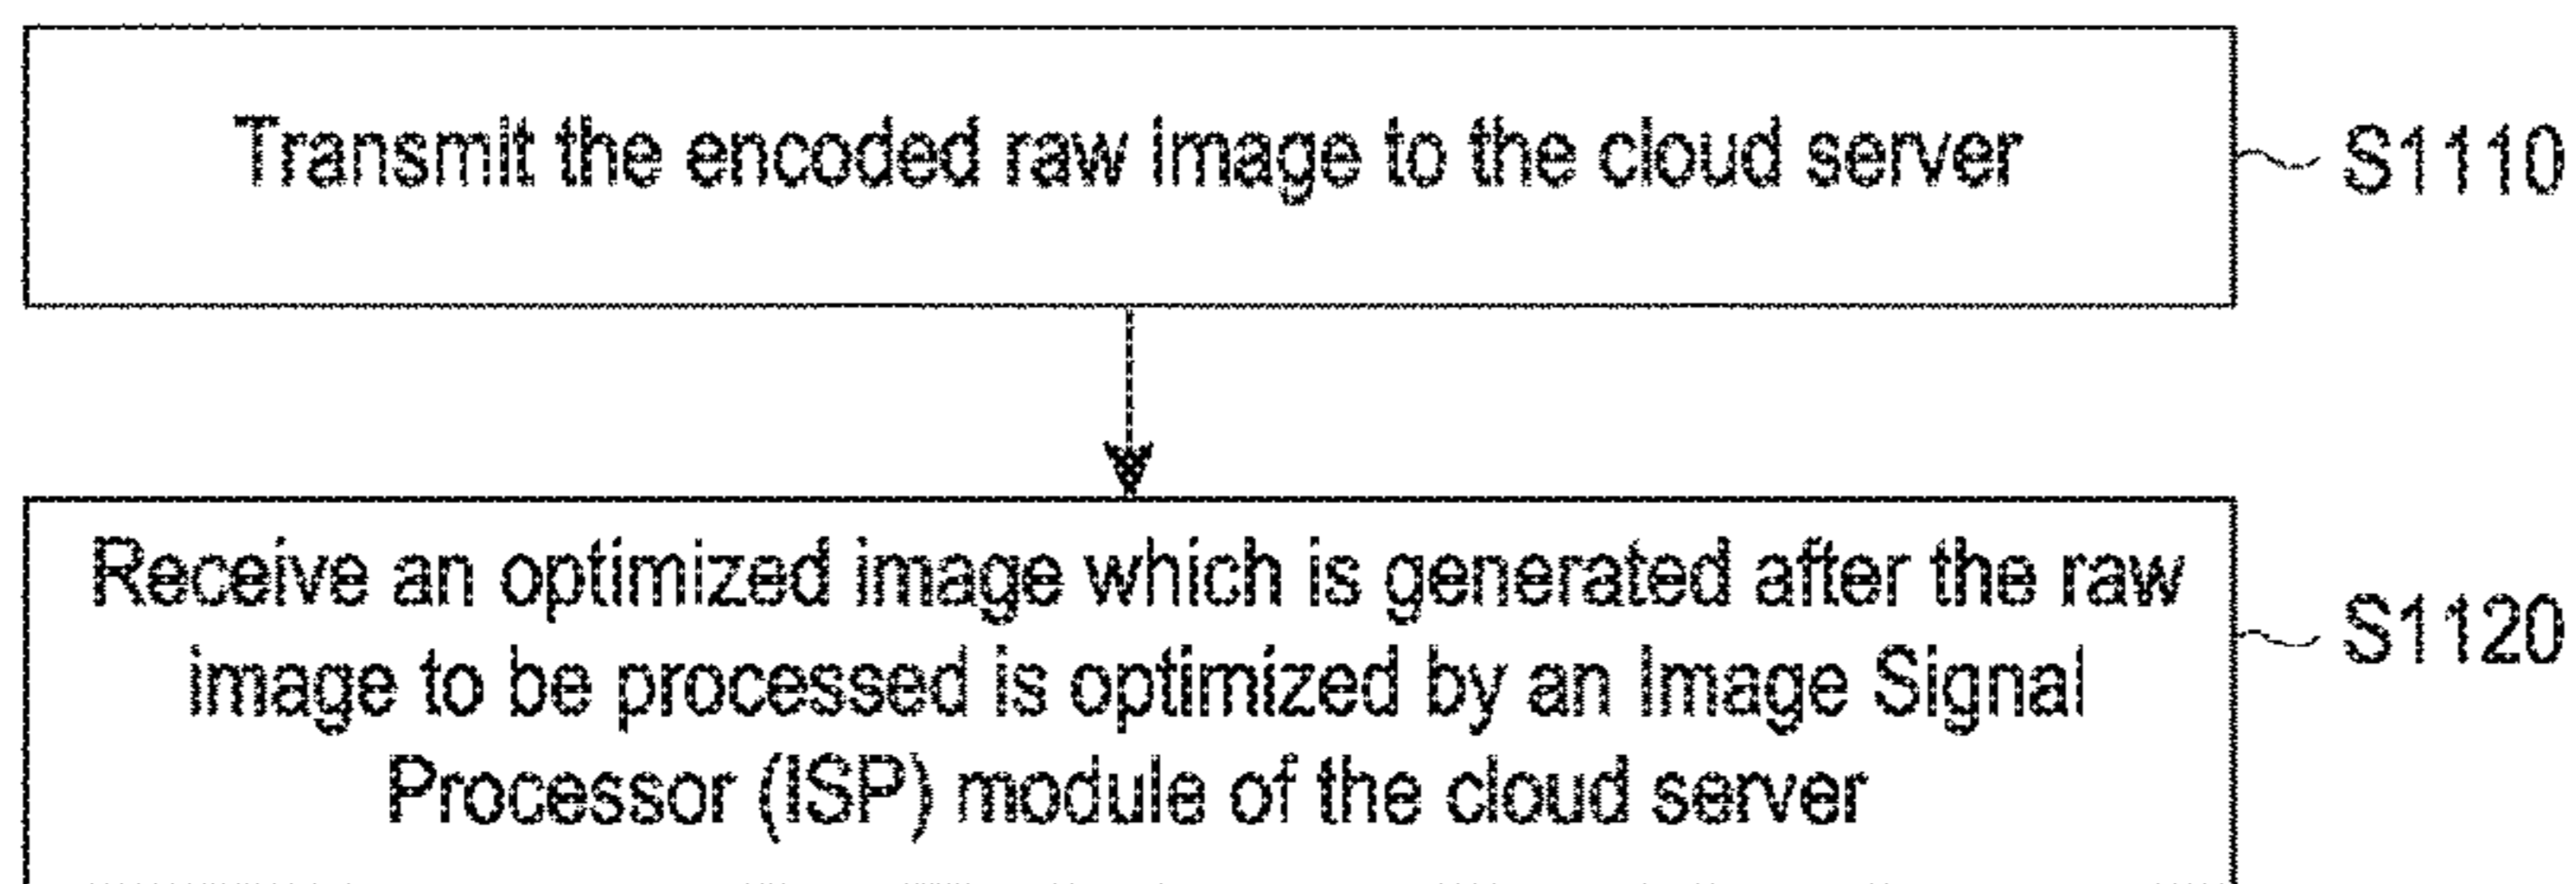 Transmit the encoded raw image to the cloud server
S1110
Receive an optimized image which is generated after the raw
image to be processed is optimized by an Image Signal
Processor (ISP) module of the cloud server
S1120